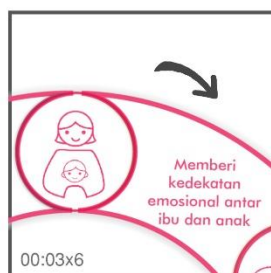 Memberi
kedekatan
emosional antar
ibu dan anak
00:03x6